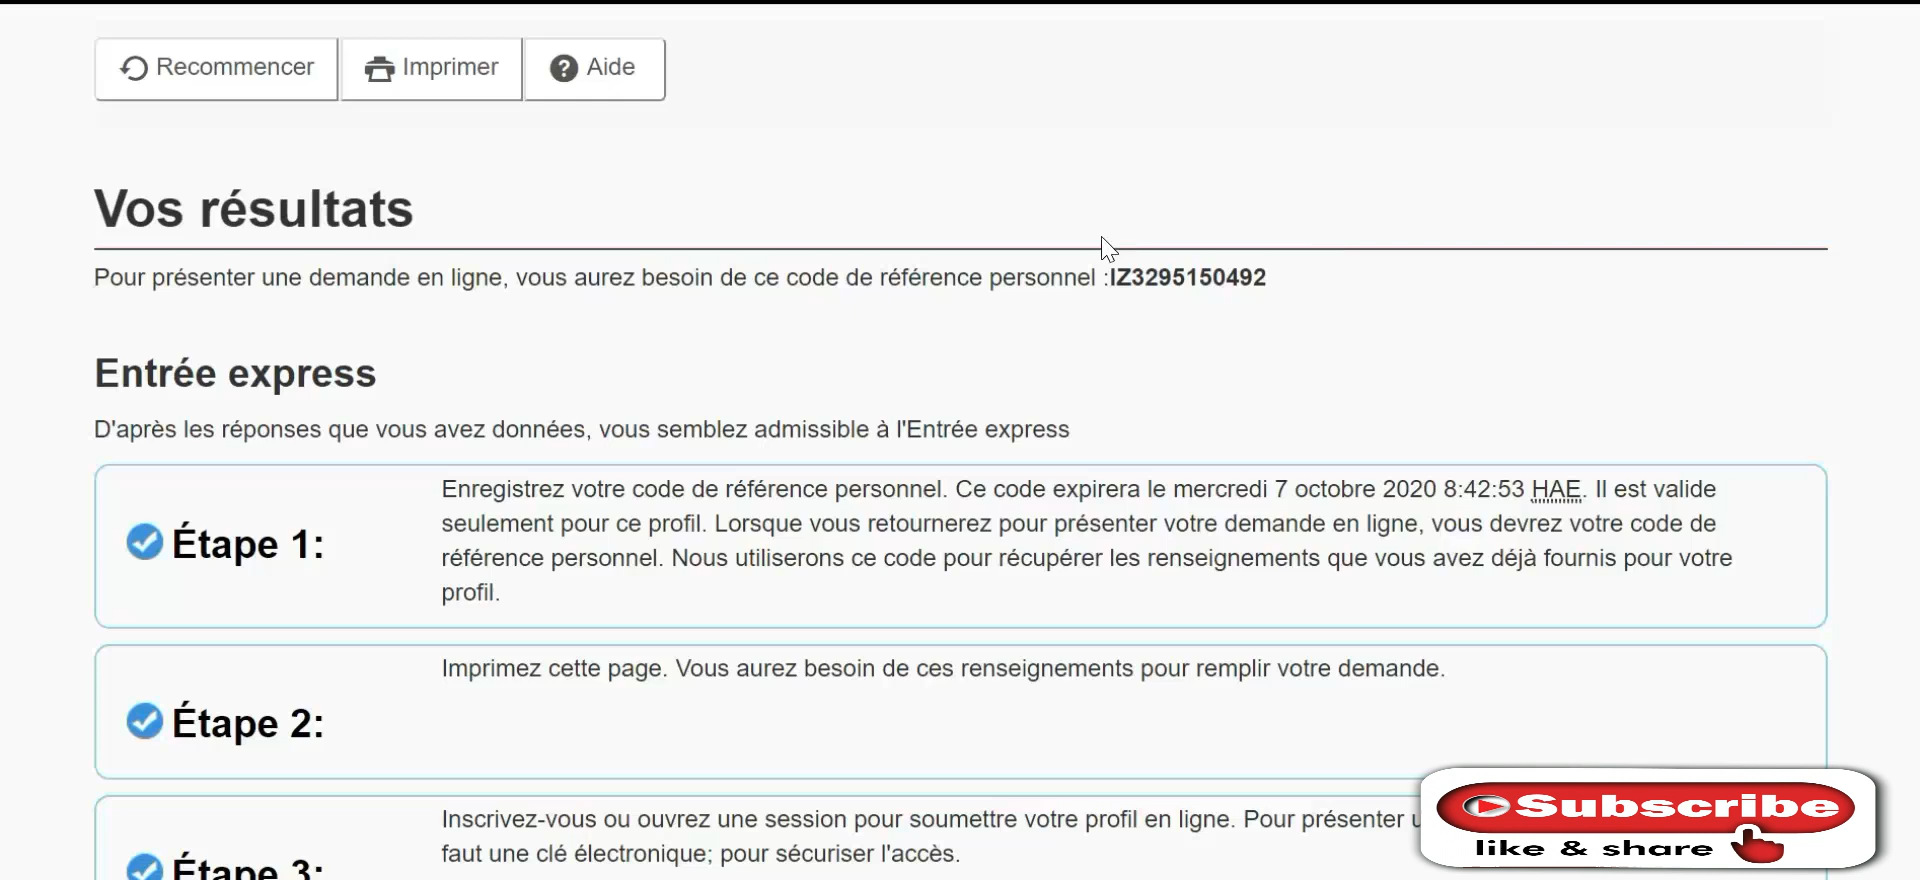 Recommencer Imprimer Aide
Vos résultats
Pour présenter une demande en ligne, vous aurez besoin de ce code de référence personnel :IZ3295150492
Entrée express
D'après les réponses que vous avez données, vous semblez admissible à l'Entrée express
Étape 1:
Enregistrez votre code de référence personnel. Ce code expirera le mercredi 7 octobre 2020 8:42:53 HAE. Il est valide
seulement pour ce profil. Lorsque vous retournerez pour présenter votre demande en ligne, vous devrez votre code de
référence personnel. Nous utiliserons ce code pour récupérer les renseignements que vous avez déjà fournis pour votre
profil.
Étape 2:
Imprimez cette page. Vous aurez besoin de ces renseignements pour remplir votre demande.
Étape 3:
Inscrivez-vous ou ouvrez une session pour soumettre votre profil en ligne. Pour présenter
faut une clé électronique; pour sécuriser l'accès.
Subscribe
like & share